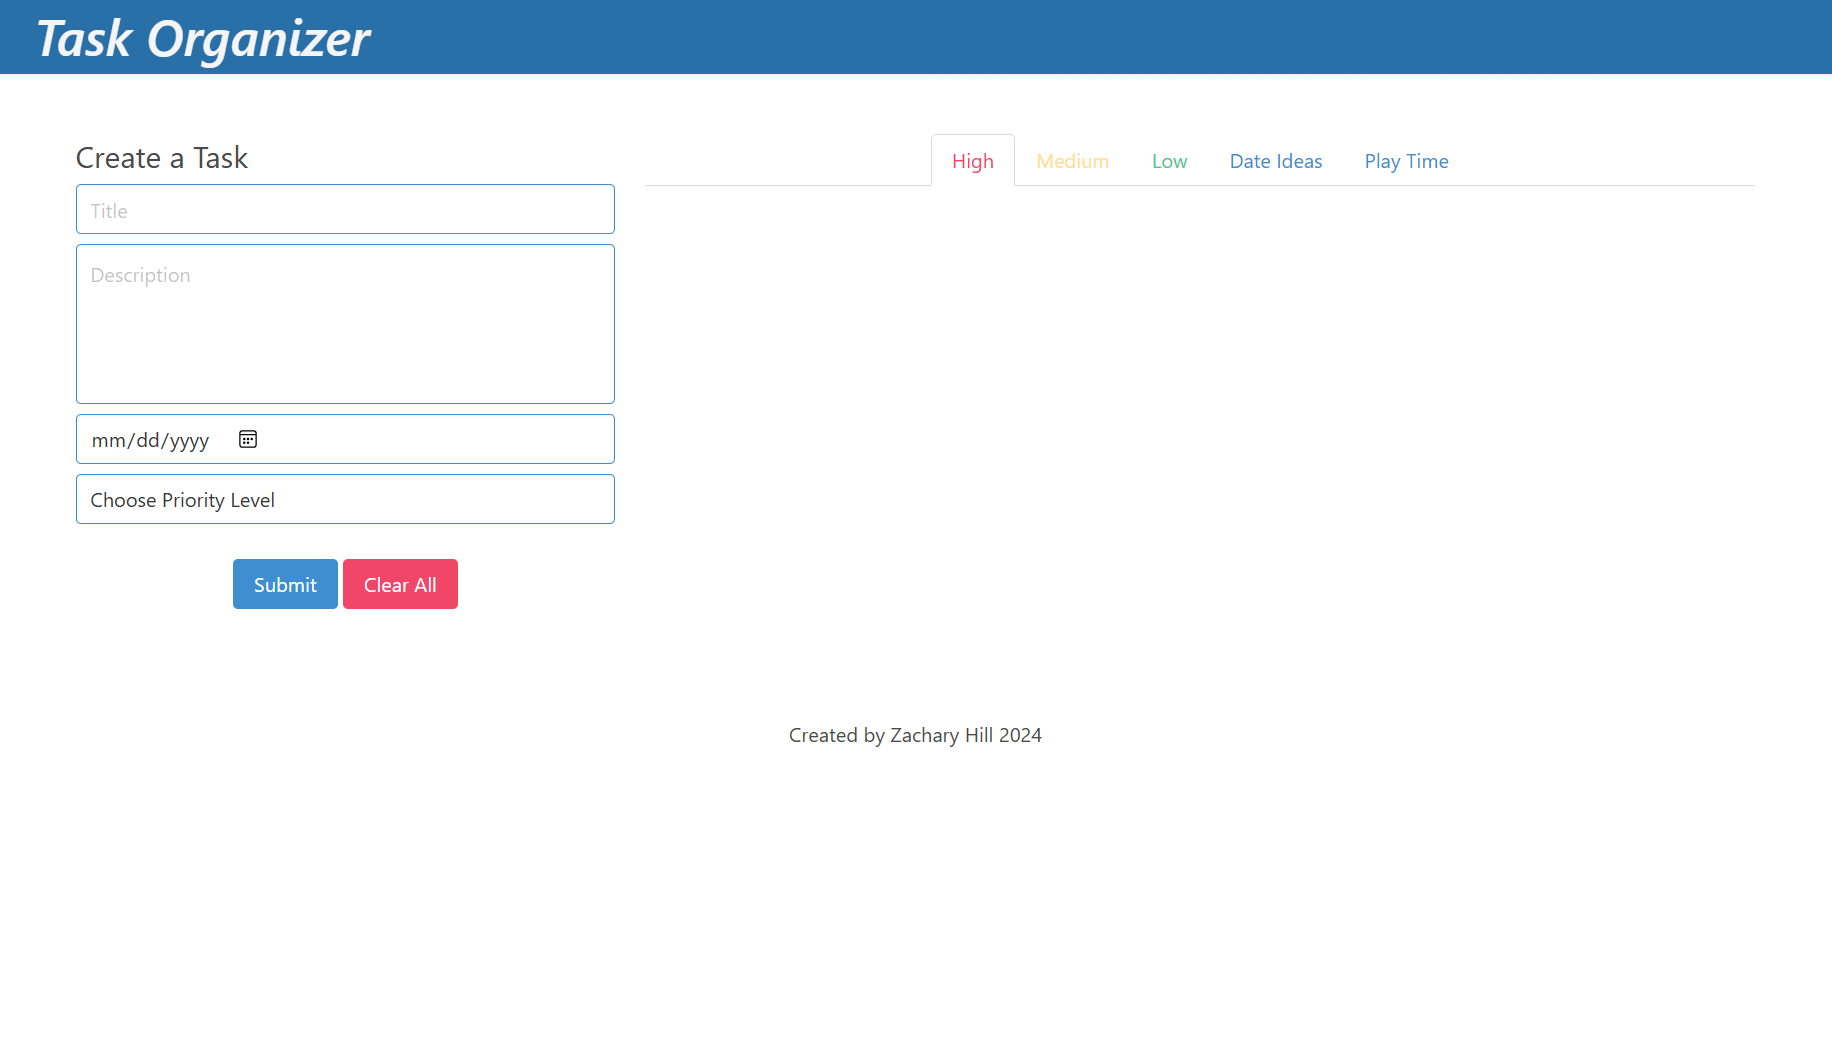 Task Organizer
Create a Task
Title
Description
mm/dd/yyyy
Choose Priority Level
Submit Clear All
High Medium Low Date Ideas Play Time
Created by Zachary Hill 2024